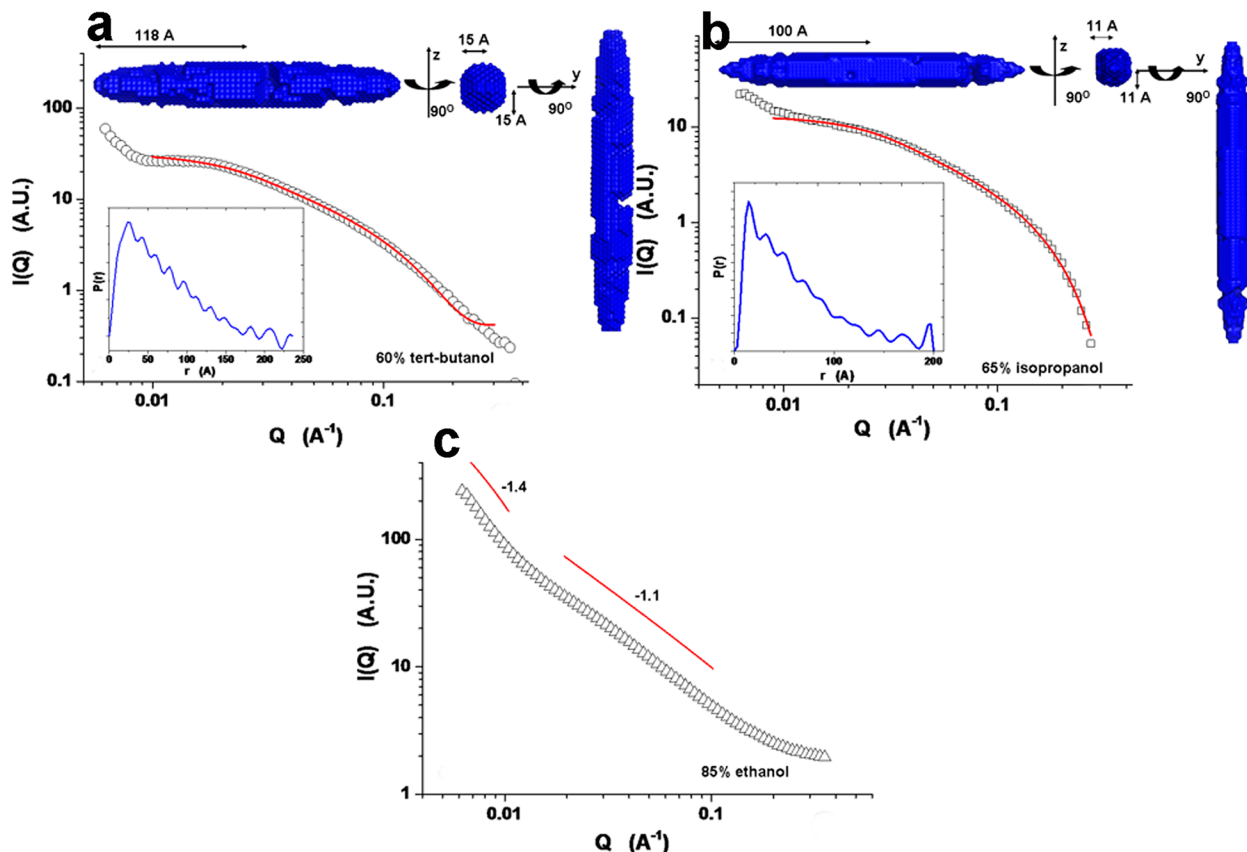 a
118 A
15 A
z
y
90°
15 A
90°
100
10
1
0.1
I(Q) (A.U.)
P(r)
0
50
100
150
200
250
r (A)
60% tert-butanol
0.01
0.1
Q (A⁻¹)
b
100 A
11 A
z
y
90°
11 A
90°
10
1
0.1
I(Q) (A.U.)
P(r)
0
100
200
r (A)
65% isopropanol
0.01
0.1
Q (A⁻¹)
c
-1.4
-1.1
100
10
1
I(Q) (A.U.)
85% ethanol
0.01
0.1
Q (A⁻¹)